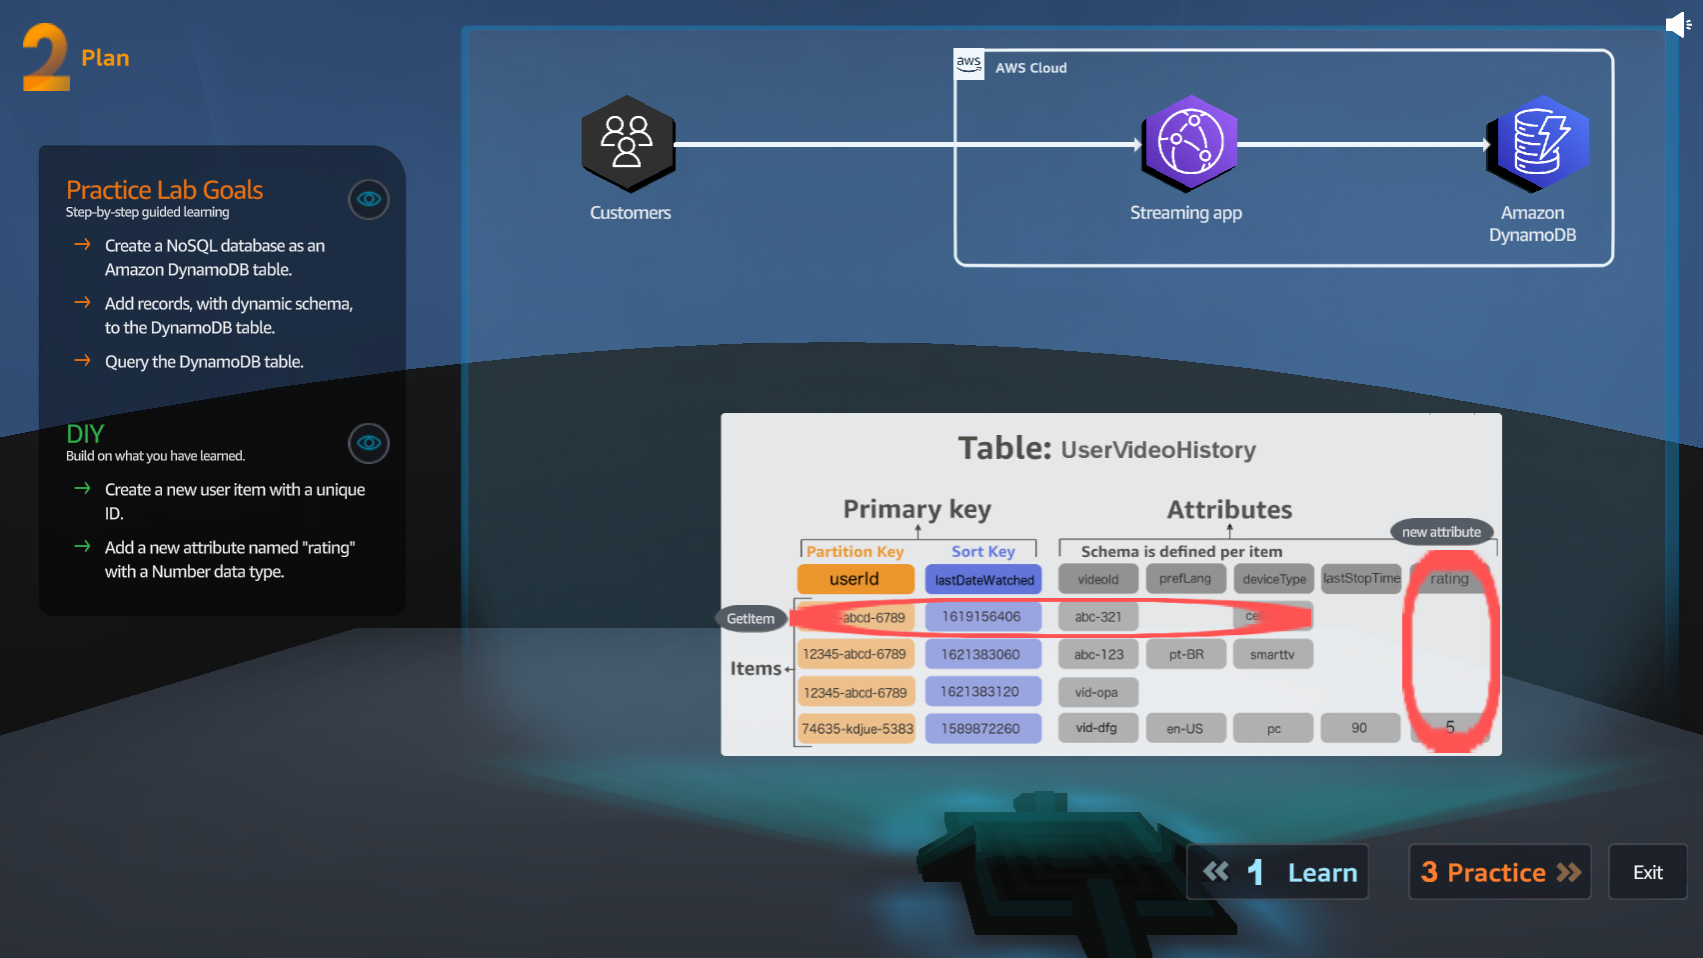 2 Plan
Practice Lab Goals
Step-by-step guided learning
Create a NoSQL database as an
Amazon DynamoDB table.
Add records, with dynamic schema,
to the DynamoDB table.
Query the DynamoDB table.
DIY
Build on what you have learned.
Create a new user item with a unique
ID.
Add a new attribute named "rating"
with a Number data type.
aws
AWS Cloud
Customers
Streaming app
Amazon
DynamoDB
Table: UserVideoHistory
Primary key
Attributes
new attribute
Partition Key
Sort Key
Schema is defined per item
userId
lastDateWatched
videoId
prefLang
deviceType
lastStopTime
rating
GetItem
-abcd-6789
1619156406
abc-321
Items
12345-abcd-6789
1621383060
abc-123
pt-BR
smarttv
12345-abcd-6789
1621383120
vid-opa
74635-kdjue-5383
1589872260
vid-dfg
en-US
pc
90
5
1 Learn
3 Practice
Exit